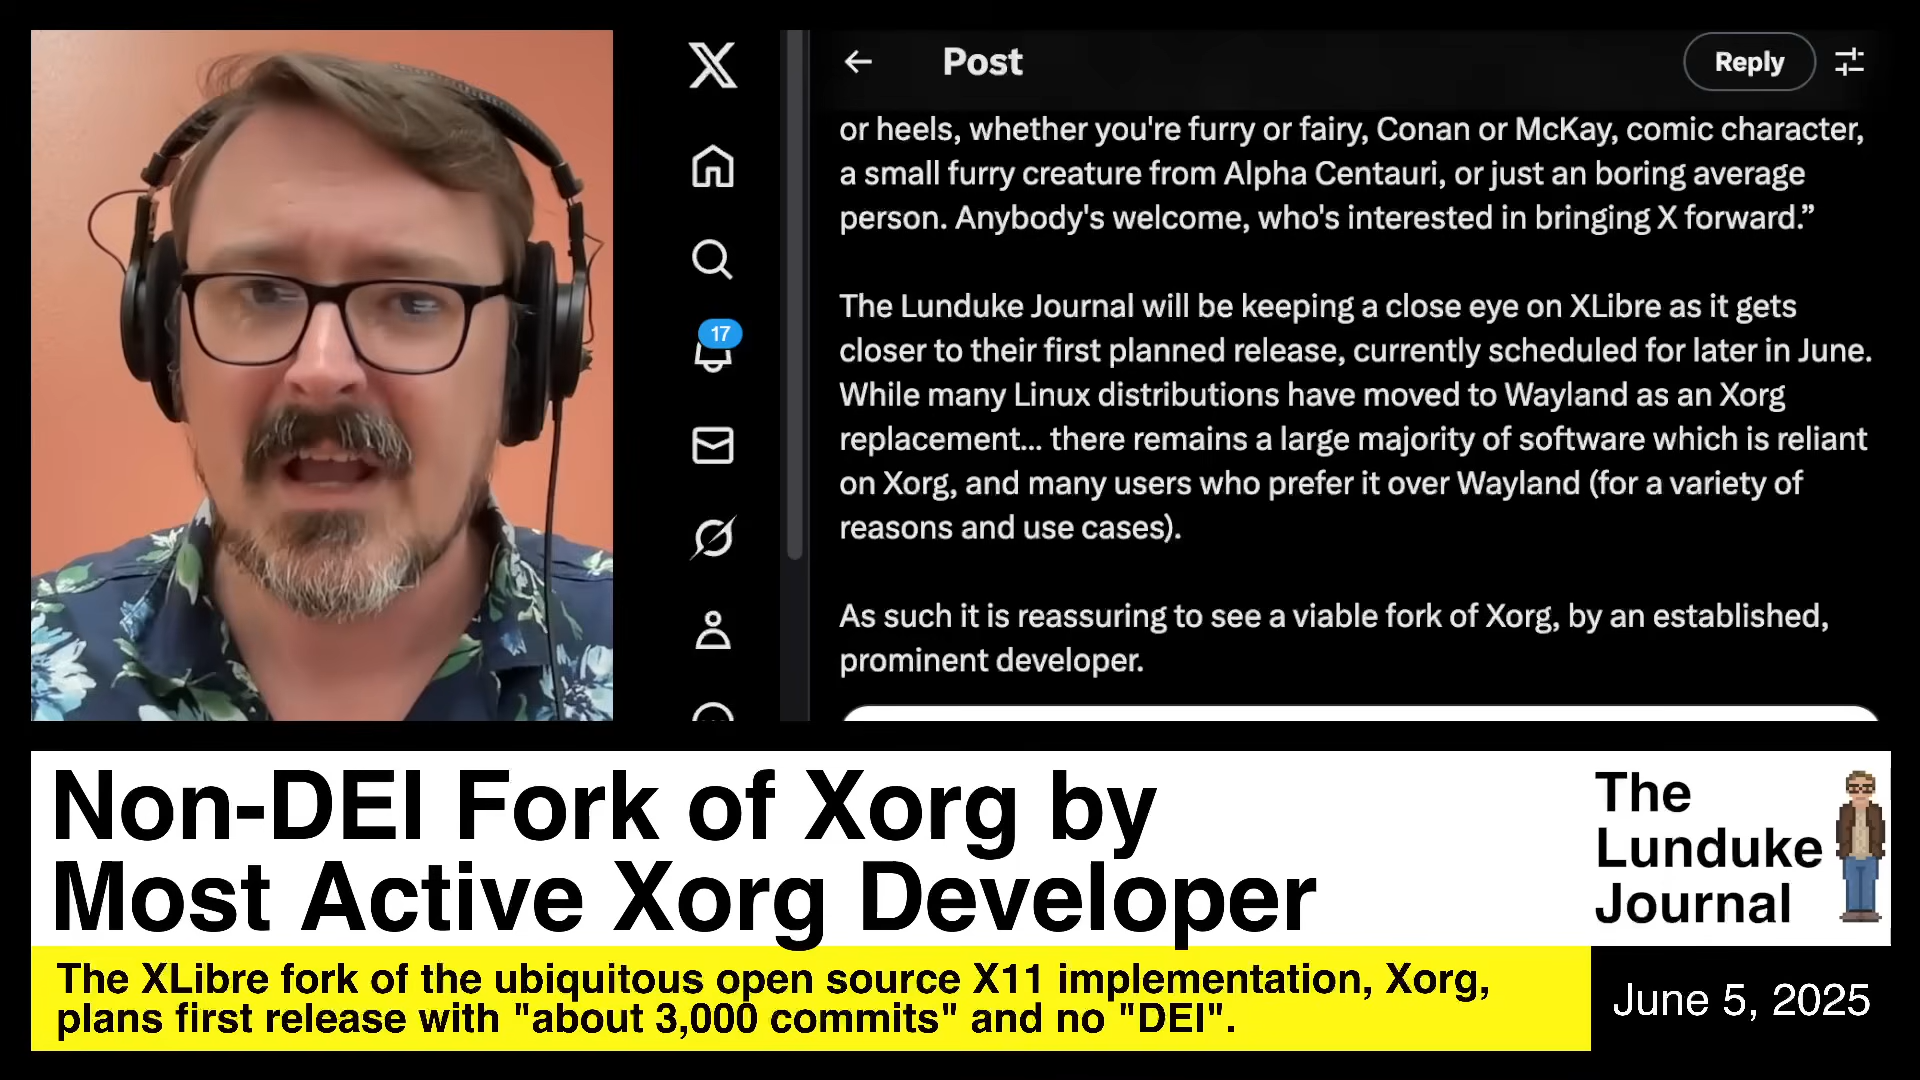 Post
Reply
or heels, whether you're furry or fairy, Conan or McKay, comic character,
a small furry creature from Alpha Centauri, or just an boring average
person. Anybody's welcome, who's interested in bringing X forward.”
17
The Lunduke Journal will be keeping a close eye on XLibre as it gets
closer to their first planned release, currently scheduled for later in June.
While many Linux distributions have moved to Wayland as an Xorg
replacement... there remains a large majority of software which is reliant
on Xorg, and many users who prefer it over Wayland (for a variety of
reasons and use cases).
As such it is reassuring to see a viable fork of Xorg, by an established,
prominent developer.
Non-DEI Fork of Xorg by
Most Active Xorg Developer
The
Lunduke
Journal
The XLibre fork of the ubiquitous open source X11 implementation, Xorg,
plans first release with "about 3,000 commits" and no "DEI".
June 5, 2025